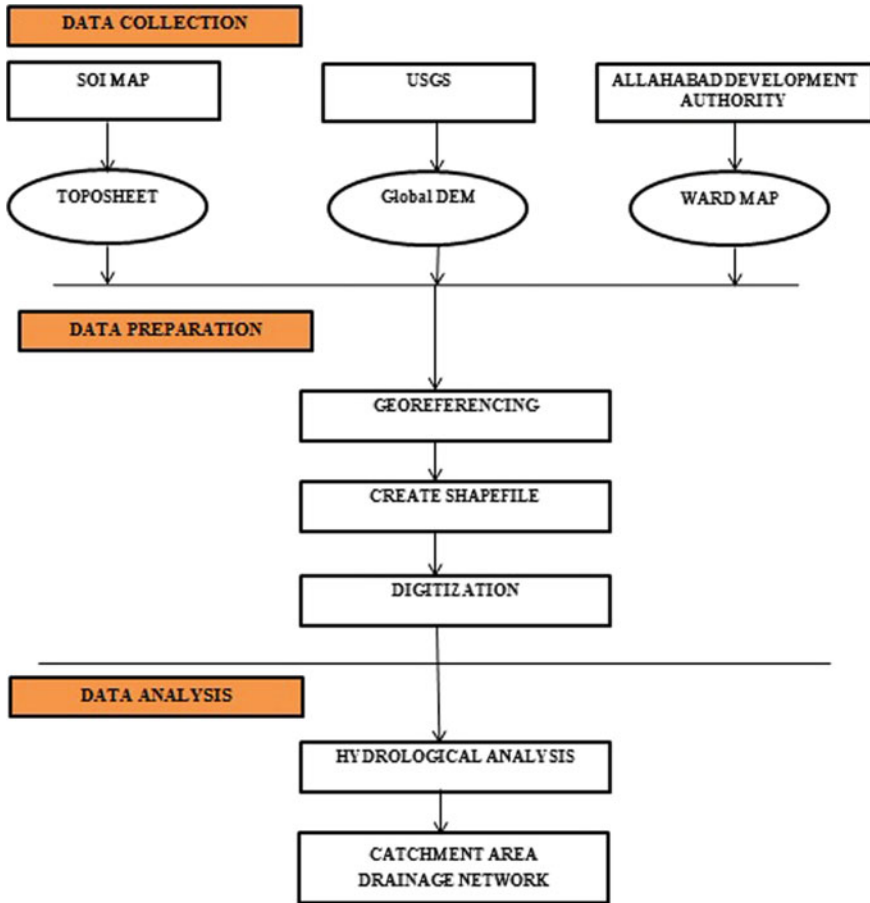 DATA COLLECTION
SOI MAP
USGS
ALLAHABAD DEVELOPMENT
AUTHORITY
TOPOSHEET
Global DEM
WARD MAP
DATA PREPARATION
GEOREFERENCING
CREATE SHAPEFILE
DIGITIZATION
DATA ANALYSIS
HYDROLOGICAL ANALYSIS
CATCHMENT AREA
DRAINAGE NETWORK